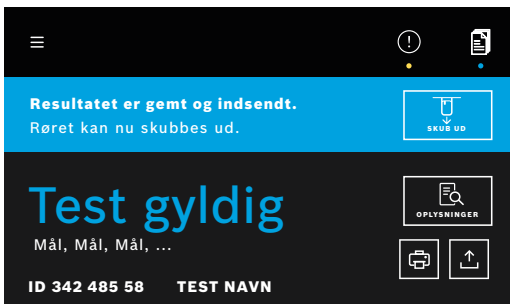 Resultatet er gemt og indsendt.
Røret kan nu skubbes ud.
SKUB UD
Test gyldig
Mål, Mål, Mål, ...
OPLYSNINGER
ID 342 485 58 TEST NAVN